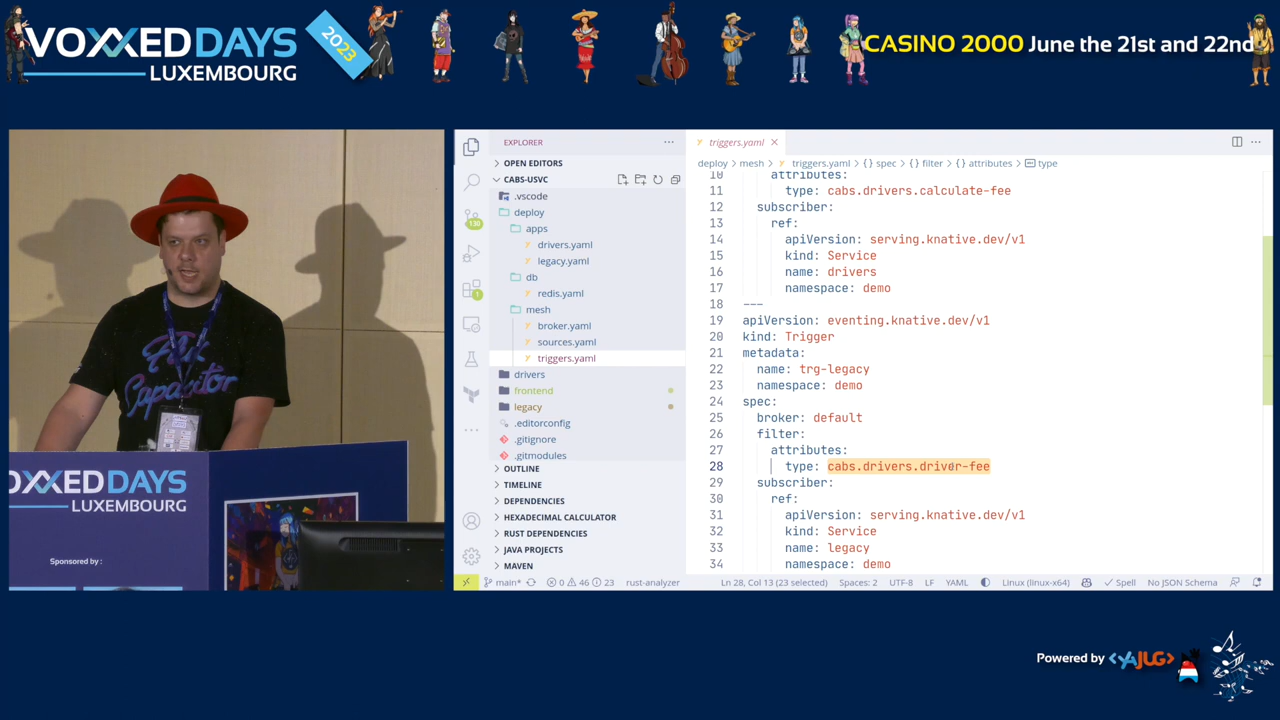 VOXXEDDAYS
LUXEMBOURG
2023
CASINO 2000 June the 21st and 22nd
Flux
Capacitor
VOXXEDDAYS
LUXEMBOURG
Sponsored by :
EXPLORER
OPEN EDITORS
CABS-USVC
.vscode
deploy
apps
drivers.yaml
legacy.yaml
db
redis.yaml
mesh
broker.yaml
sources.yaml
triggers.yaml
drivers
frontend
legacy
.editorconfig
.gitignore
.gitmodules
OUTLINE
TIMELINE
DEPENDENCIES
HEXADECIMAL CALCULATOR
RUST DEPENDENCIES
JAVA PROJECTS
MAVEN
130
1
triggers.yaml
deploy > mesh > triggers.yaml > {} spec > {} filter > {} attributes > type
10 attributes:
11 type: cabs.drivers.calculate-fee
12 subscriber:
13 ref:
14 apiVersion: serving.knative.dev/v1
15 kind: Service
16 name: drivers
17 namespace: demo
18 ---
19 apiVersion: eventing.knative.dev/v1
20 kind: Trigger
21 metadata:
22 name: trg-legacy
23 namespace: demo
24 spec:
25 broker: default
26 filter:
27 attributes:
28 type: cabs.drivers.driver-fee
29 subscriber:
30 ref:
31 apiVersion: serving.knative.dev/v1
32 kind: Service
33 name: legacy
34 namespace: demo
main* 0 46 23 rust-analyzer Ln 28, Col 13 (23 selected) Spaces: 2 UTF-8 LF YAML Linux (linux-x64) Spell No JSON Schema
Powered by <YAJUG>